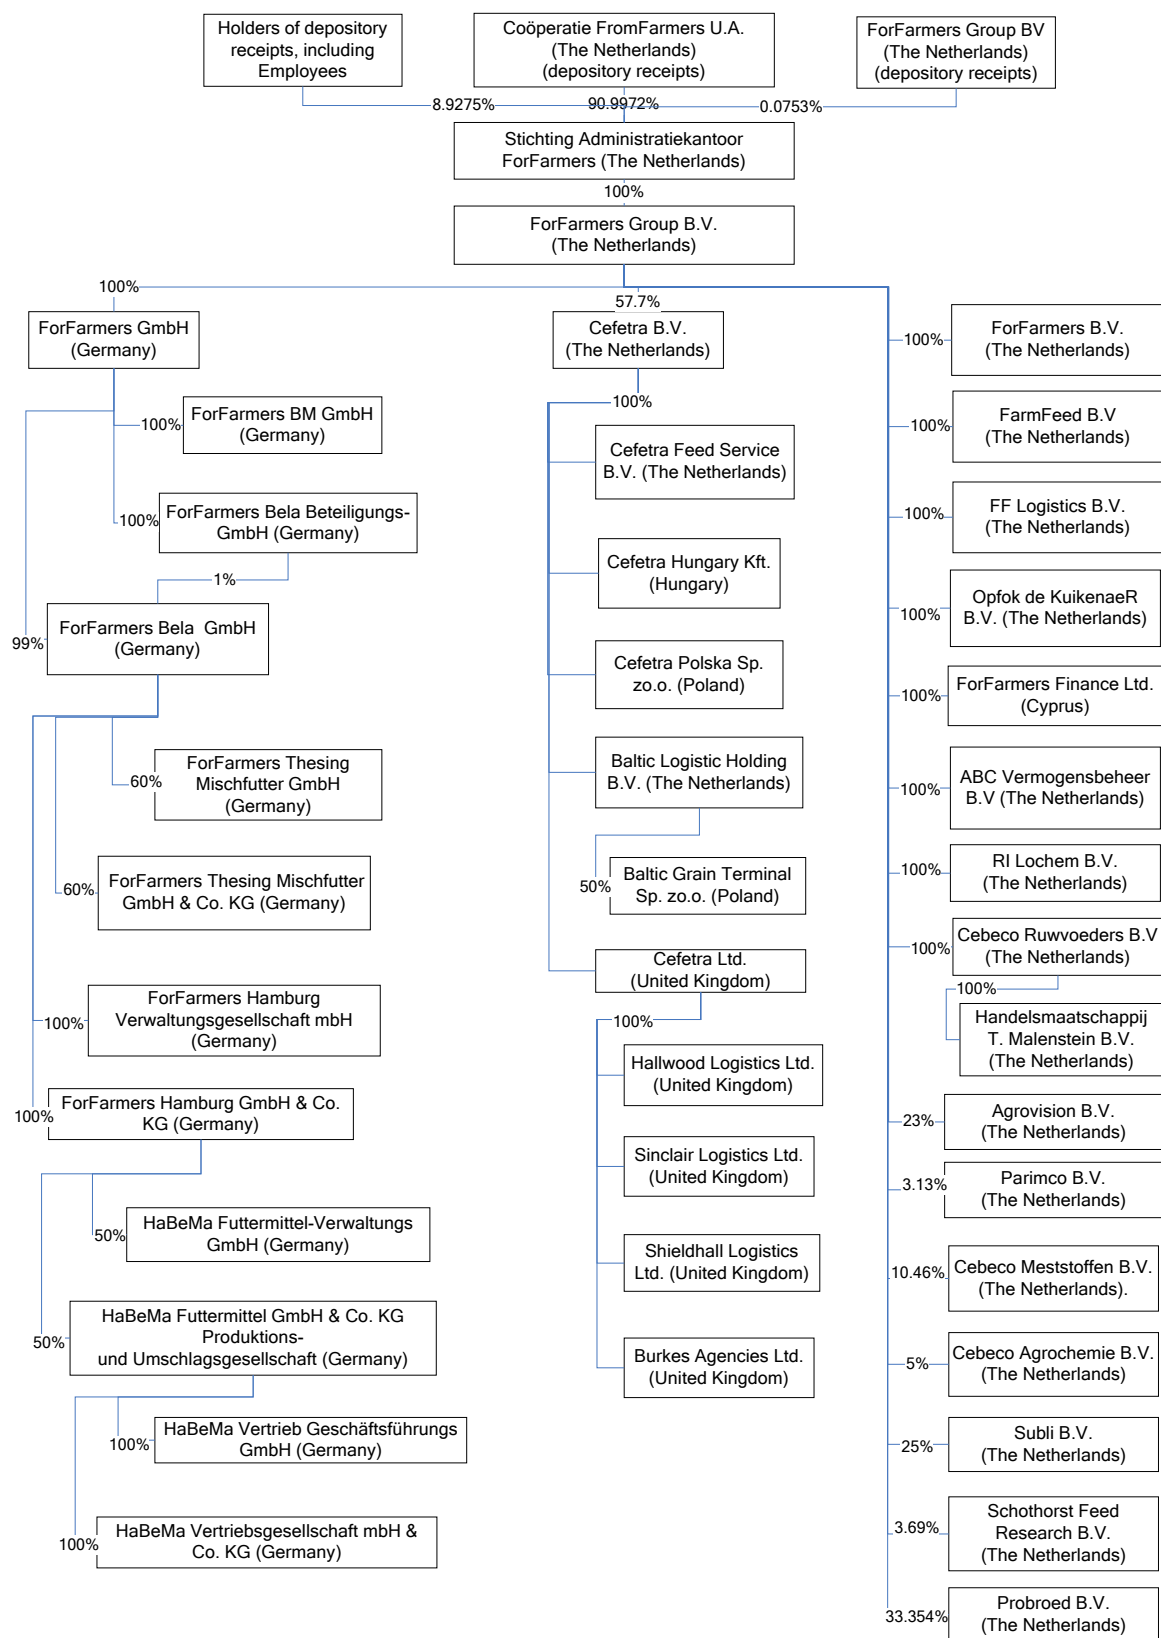 Holders of depository
receipts, including
Employees
Coöperatie FromFarmers U.A.
(The Netherlands)
(depository receipts)
ForFarmers Group BV
(The Netherlands)
(depository receipts)
8.9275%
90.9972%
0.0753%
Stichting Administratiekantoor
ForFarmers (The Netherlands)
100%
ForFarmers Group B.V.
(The Netherlands)
100%
57.7%
ForFarmers GmbH
(Germany)
100%
ForFarmers BM GmbH
(Germany)
100%
ForFarmers Bela Beteiligungs-
GmbH (Germany)
1%
99%
ForFarmers Bela  GmbH
(Germany)
60%
ForFarmers Thesing
Mischfutter GmbH
(Germany)
60%
ForFarmers Thesing Mischfutter
GmbH & Co. KG (Germany)
100%
ForFarmers Hamburg
Verwaltungsgesellschaft mbH
(Germany)
100%
ForFarmers Hamburg GmbH & Co.
KG (Germany)
50%
HaBeMa Futtermittel-Verwaltungs
GmbH (Germany)
50%
HaBeMa Futtermittel GmbH & Co. KG
Produktions-
und Umschlagsgesellschaft (Germany)
100%
HaBeMa Vertrieb Geschäftsführungs
GmbH (Germany)
100%
HaBeMa Vertriebsgesellschaft mbH &
Co. KG (Germany)
Cefetra B.V.
(The Netherlands)
100%
Cefetra Feed Service
B.V. (The Netherlands)
Cefetra Hungary Kft.
(Hungary)
Cefetra Polska Sp.
zo.o. (Poland)
Baltic Logistic Holding
B.V. (The Netherlands)
50%
Baltic Grain Terminal
Sp. zo.o. (Poland)
Cefetra Ltd.
(United Kingdom)
100%
Hallwood Logistics Ltd.
(United Kingdom)
Sinclair Logistics Ltd.
(United Kingdom)
Shieldhall Logistics
Ltd. (United Kingdom)
Burkes Agencies Ltd.
(United Kingdom)
100%
ForFarmers B.V.
(The Netherlands)
100%
FarmFeed B.V
(The Netherlands)
100%
FF Logistics B.V.
(The Netherlands)
100%
Opfok de KuikenaeR
B.V. (The Netherlands)
100%
ForFarmers Finance Ltd.
(Cyprus)
100%
ABC Vermogensbeheer
B.V (The Netherlands)
100%
RI Lochem B.V.
(The Netherlands)
100%
Cebeco Ruwvoeders B.V
(The Netherlands)
100%
Handelsmaatschappij
T. Malenstein B.V.
(The Netherlands)
23%
Agrovision B.V.
(The Netherlands)
3.13%
Parimco B.V.
(The Netherlands)
10.46%
Cebeco Meststoffen B.V.
(The Netherlands).
5%
Cebeco Agrochemie B.V.
(The Netherlands)
25%
Subli B.V.
(The Netherlands)
3.69%
Schothorst Feed
Research B.V.
(The Netherlands)
33.354%
Probroed B.V.
(The Netherlands)